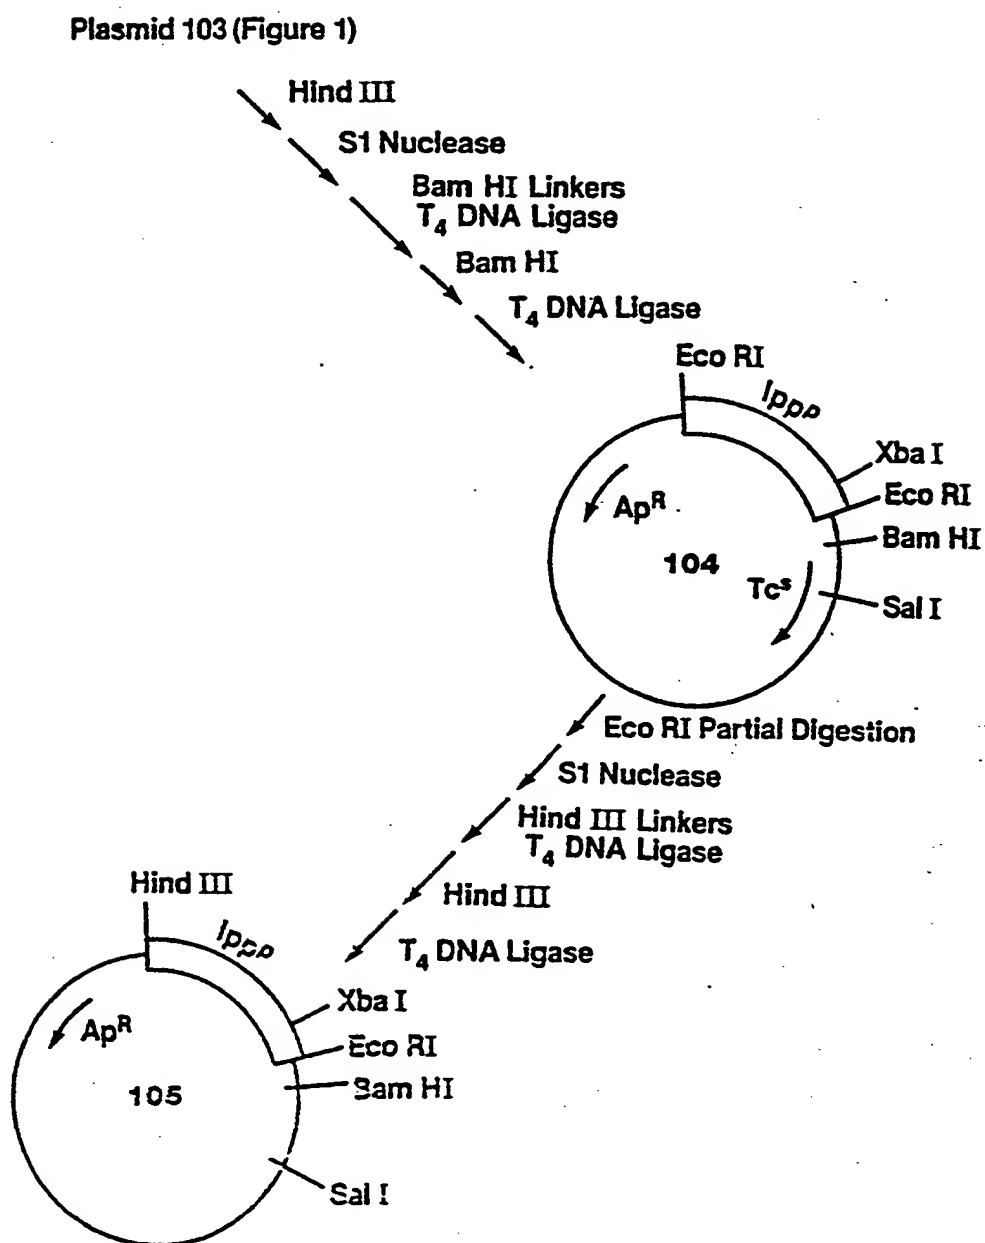 Plasmid 103 (Figure 1)
Hind III
S1 Nuclease
Bam HI Linkers
T4 DNA Ligase
Bam HI
T4 DNA Ligase
Eco RI
lppP
Xba I
Eco RI
Bam HI
Sal I
ApR
104
Tcs
Eco RI Partial Digestion
S1 Nuclease
Hind III Linkers
T4 DNA Ligase
Hind III
T4 DNA Ligase
Hind III
lppP
Xba I
Eco RI
Bam HI
Sal I
ApR
105